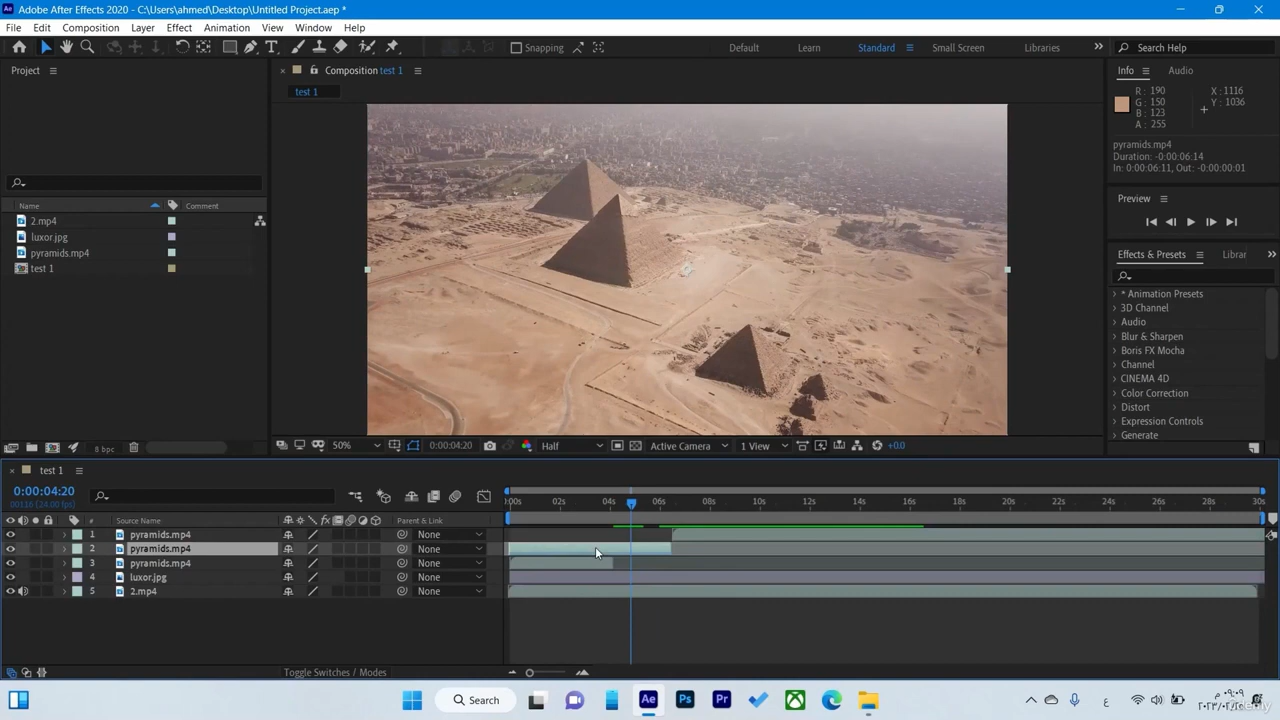 Adobe After Effects 2020 - C:\Users\ahmed\Desktop\Untitled Project.aep *
File Edit Composition Layer Effect Animation View Window Help
Snapping Default Learn Standard Small Screen Libraries Search Help
Project
Composition test 1
Info Audio
test 1
R: 190 X: 1116
G: 150 Y: 1036
B: 123
A: 255
pyramids.mp4
Duration: -0:00:06:14
In: 0:00:06:11, Out: -0:00:00:01
Preview
Name Comment
2.mp4
luxor.jpg
pyramids.mp4
test 1
Effects & Presets Librar
* Animation Presets
3D Channel
Audio
Blur & Sharpen
Boris FX Mocha
Channel
CINEMA 4D
Color Correction
Distort
Expression Controls
Generate
8 bpc
50% 0:00:04:20 Half Active Camera 1 View +0.0
test 1
0:00:04:20
00116 (24.00 fps)
:00s 02s 04s 06s 08s 10s 12s 14s 16s 18s 20s 22s 24s 26s 28s 30s
# Source Name Parent & Link
1 pyramids.mp4 None
2 pyramids.mp4 None
3 pyramids.mp4 None
4 luxor.jpg None
5 2.mp4 None
Toggle Switches / Modes
Search
Ae Ps Pr
ع